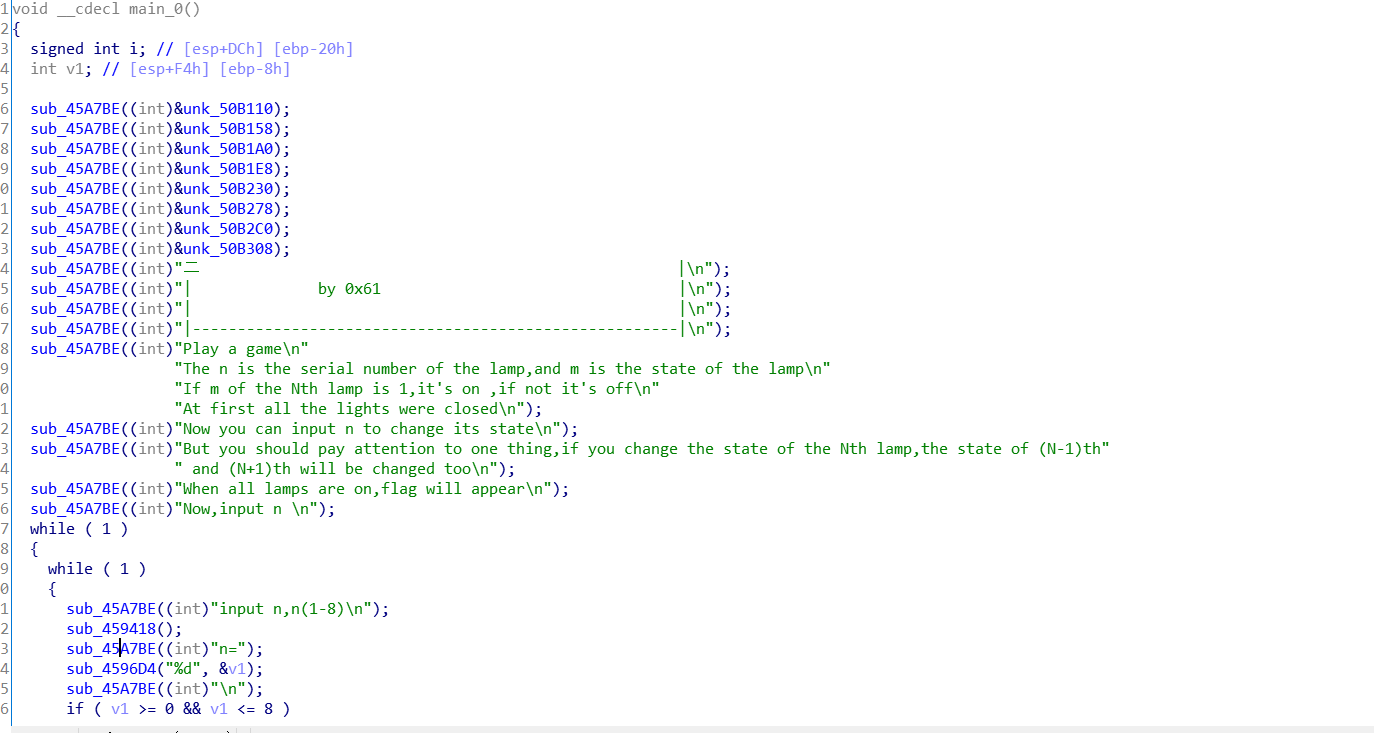 1 void __cdecl main_0()
2 {
3 signed int i; // [esp+DCh] [ebp-20h]
4 int v1; // [esp+F4h] [ebp-8h]
5
6 sub_45A7BE((int)&unk_50B110);
7 sub_45A7BE((int)&unk_50B158);
8 sub_45A7BE((int)&unk_50B1A0);
9 sub_45A7BE((int)&unk_50B1E8);
0 sub_45A7BE((int)&unk_50B230);
1 sub_45A7BE((int)&unk_50B278);
2 sub_45A7BE((int)&unk_50B2C0);
3 sub_45A7BE((int)&unk_50B308);
4 sub_45A7BE((int)"二 |\n");
5 sub_45A7BE((int)"| by 0x61 |\n");
6 sub_45A7BE((int)"| |\n");
7 sub_45A7BE((int)"|------------------------------------------------------|\n");
8 sub_45A7BE((int)"Play a game\n"
9 "The n is the serial number of the lamp,and m is the state of the lamp\n"
0 "If m of the Nth lamp is 1,it's on ,if not it's off\n"
1 "At first all the lights were closed\n");
2 sub_45A7BE((int)"Now you can input n to change its state\n");
3 sub_45A7BE((int)"But you should pay attention to one thing,if you change the state of the Nth lamp,the state of (N-1)th"
4 " and (N+1)th will be changed too\n");
5 sub_45A7BE((int)"When all lamps are on,flag will appear\n");
6 sub_45A7BE((int)"Now,input n \n");
7 while ( 1 )
8 {
9 while ( 1 )
0 {
1 sub_45A7BE((int)"input n,n(1-8)\n");
2 sub_459418();
3 sub_45A7BE((int)"n=");
4 sub_4596D4("%d", &v1);
5 sub_45A7BE((int)"\n");
6 if ( v1 >= 0 && v1 <= 8 )